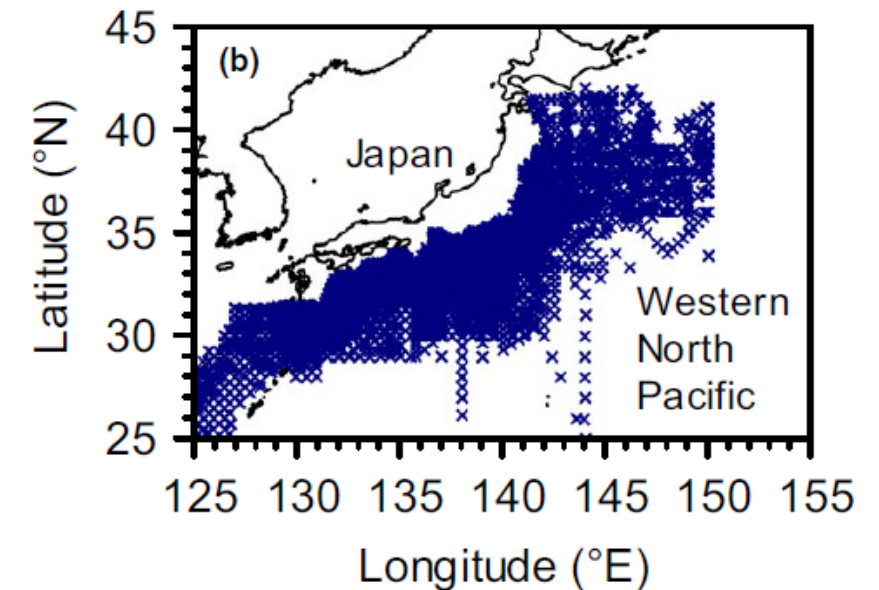 (b)
Japan
Western
North
Pacific
45
40
35
30
25
Latitude (°N)
125 130 135 140 145 150 155
Longitude (°E)